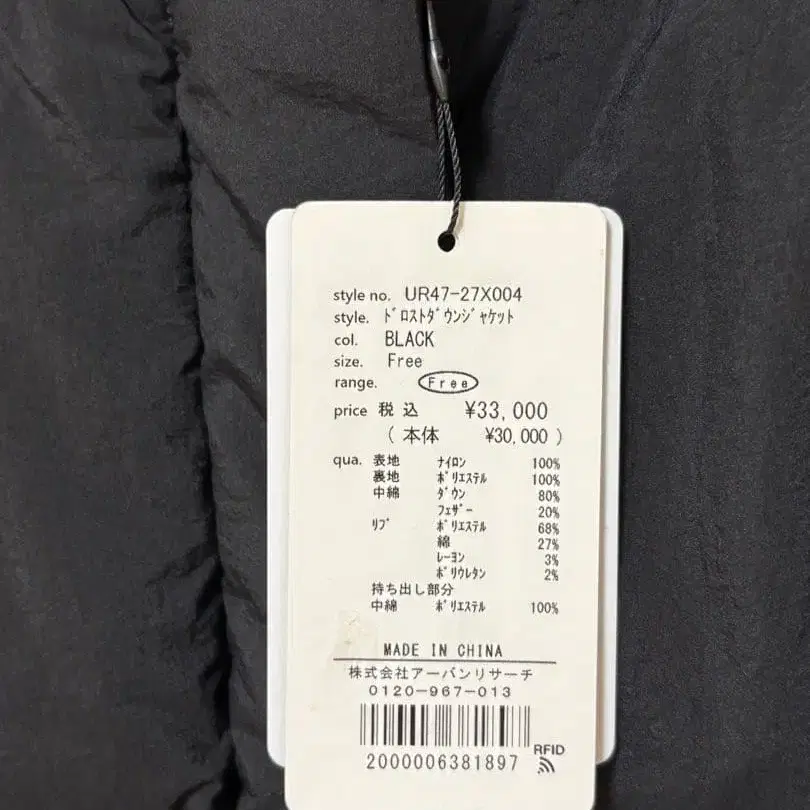 style no. UR47-27X004
style. ﾄﾞﾛｽﾄﾀﾞｳﾝｼﾞｬｹｯﾄ
col. BLACK
size. Free
range. Free
price 税込 ¥33,000
( 本体 ¥30,000 )
qua. 表地 ﾅｲﾛﾝ 100%
裏地 ﾎﾟﾘｴｽﾃﾙ 100%
中綿 ﾀﾞｳﾝ 80%
ﾌｪｻﾞｰ 20%
ﾘﾌﾞ ﾎﾟﾘｴｽﾃﾙ 68%
綿 27%
ﾚｰﾖﾝ 3%
ﾎﾟﾘｳﾚﾀﾝ 2%
持ち出し部分
中綿 ﾎﾟﾘｴｽﾃﾙ 100%
MADE IN CHINA
株式会社アーバンリサーチ
0120-967-013
RFID
2000006381897